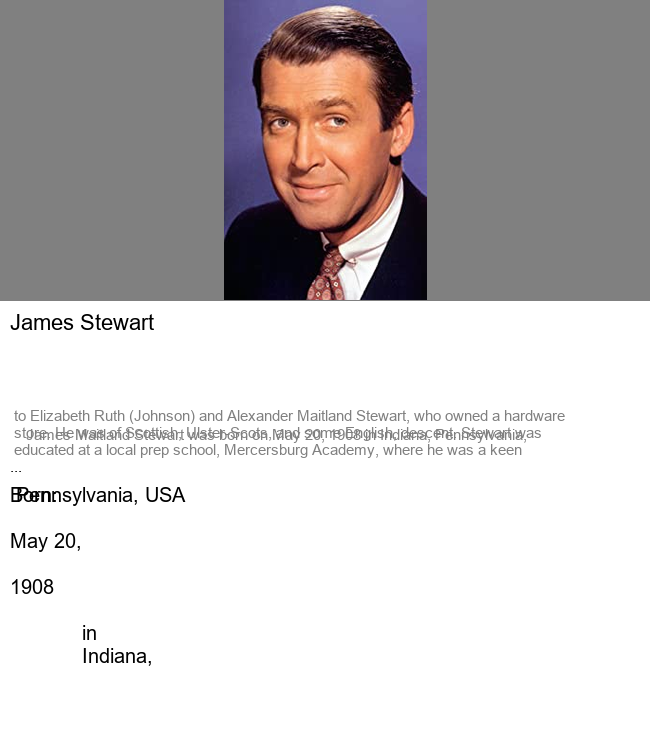 James Stewart
to Elizabeth Ruth (Johnson) and Alexander Maitland Stewart, who owned a hardware
store. He was of Scottish, Ulster-Scots, and some English, descent. Stewart was
James Maitland Stewart was born on May 20, 1908 in Indiana, Pennsylvania,
educated at a local prep school, Mercersburg Academy, where he was a keen
...
Born:
Pennsylvania, USA
May 20,
1908
in
Indiana,